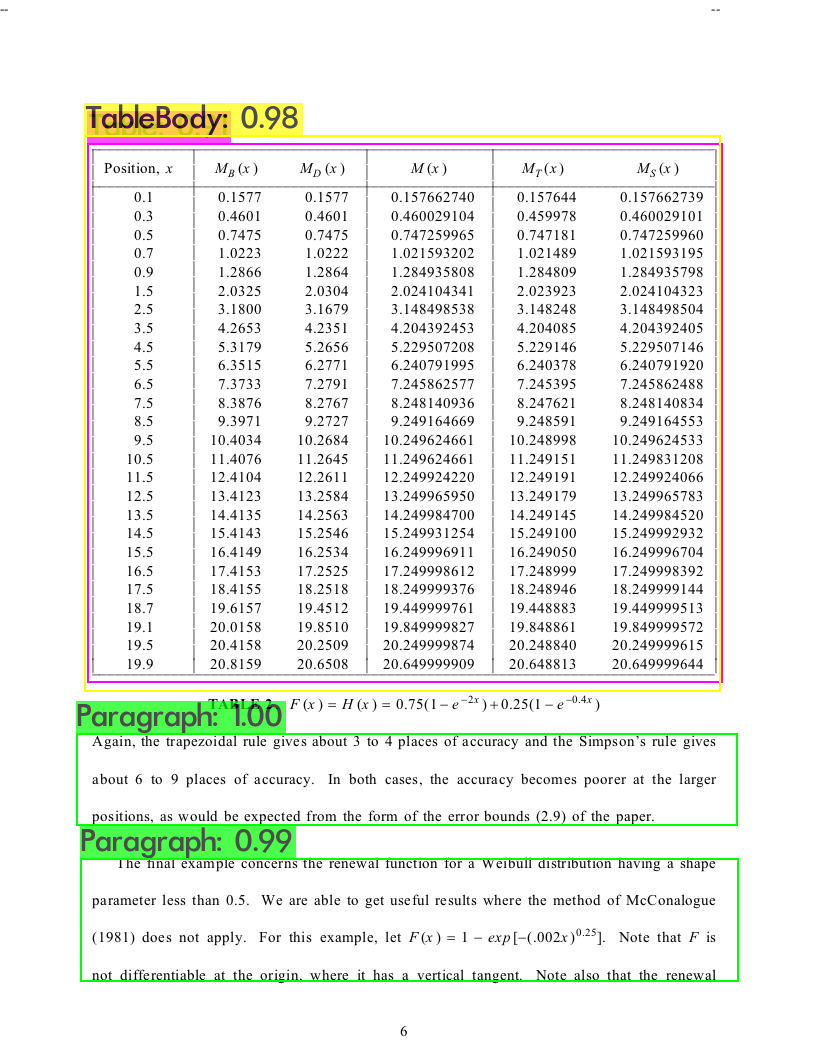 -- --
TableBody: 0.98
Position, x M_B (x) M_D (x) M (x) M_T (x) M_S (x)
0.1 0.1577 0.1577 0.157662740 0.157644 0.157662739
0.3 0.4601 0.4601 0.460029104 0.459978 0.460029101
0.5 0.7475 0.7475 0.747259965 0.747181 0.747259960
0.7 1.0223 1.0222 1.021593202 1.021489 1.021593195
0.9 1.2866 1.2864 1.284935808 1.284809 1.284935798
1.5 2.0325 2.0304 2.024104341 2.023923 2.024104323
2.5 3.1800 3.1679 3.148498538 3.148248 3.148498504
3.5 4.2653 4.2351 4.204392453 4.204085 4.204392405
4.5 5.3179 5.2656 5.229507208 5.229146 5.229507146
5.5 6.3515 6.2771 6.240791995 6.240378 6.240791920
6.5 7.3733 7.2791 7.245862577 7.245395 7.245862488
7.5 8.3876 8.2767 8.248140936 8.247621 8.248140834
8.5 9.3971 9.2727 9.249164669 9.248591 9.249164553
9.5 10.4034 10.2684 10.249624661 10.248998 10.249624533
10.5 11.4076 11.2645 11.249624661 11.249151 11.249831208
11.5 12.4104 12.2611 12.249924220 12.249191 12.249924066
12.5 13.4123 13.2584 13.249965950 13.249179 13.249965783
13.5 14.4135 14.2563 14.249984700 14.249145 14.249984520
14.5 15.4143 15.2546 15.249931254 15.249100 15.249992932
15.5 16.4149 16.2534 16.249996911 16.249050 16.249996704
16.5 17.4153 17.2525 17.249998612 17.248999 17.249998392
17.5 18.4155 18.2518 18.249999376 18.248946 18.249999144
18.7 19.6157 19.4512 19.449999761 19.448883 19.449999513
19.1 20.0158 19.8510 19.849999827 19.848861 19.849999572
19.5 20.4158 20.2509 20.249999874 20.248840 20.249999615
19.9 20.8159 20.6508 20.649999909 20.648813 20.649999644
TABLE 2. F (x) = H (x) = 0.75(1 − e^−2x) + 0.25(1 − e^−0.4x)
Paragraph: 1.00
Again, the trapezoidal rule gives about 3 to 4 places of accuracy and the Simpson's rule gives
about 6 to 9 places of accuracy. In both cases, the accuracy becomes poorer at the larger
positions, as would be expected from the form of the error bounds (2.9) of the paper.
Paragraph: 0.99
The final example concerns the renewal function for a Weibull distribution having a shape
parameter less than 0.5. We are able to get useful results where the method of McConalogue
(1981) does not apply. For this example, let F (x) = 1 − exp [−(.002x)^0.25]. Note that F is
not differentiable at the origin, where it has a vertical tangent. Note also that the renewal
6